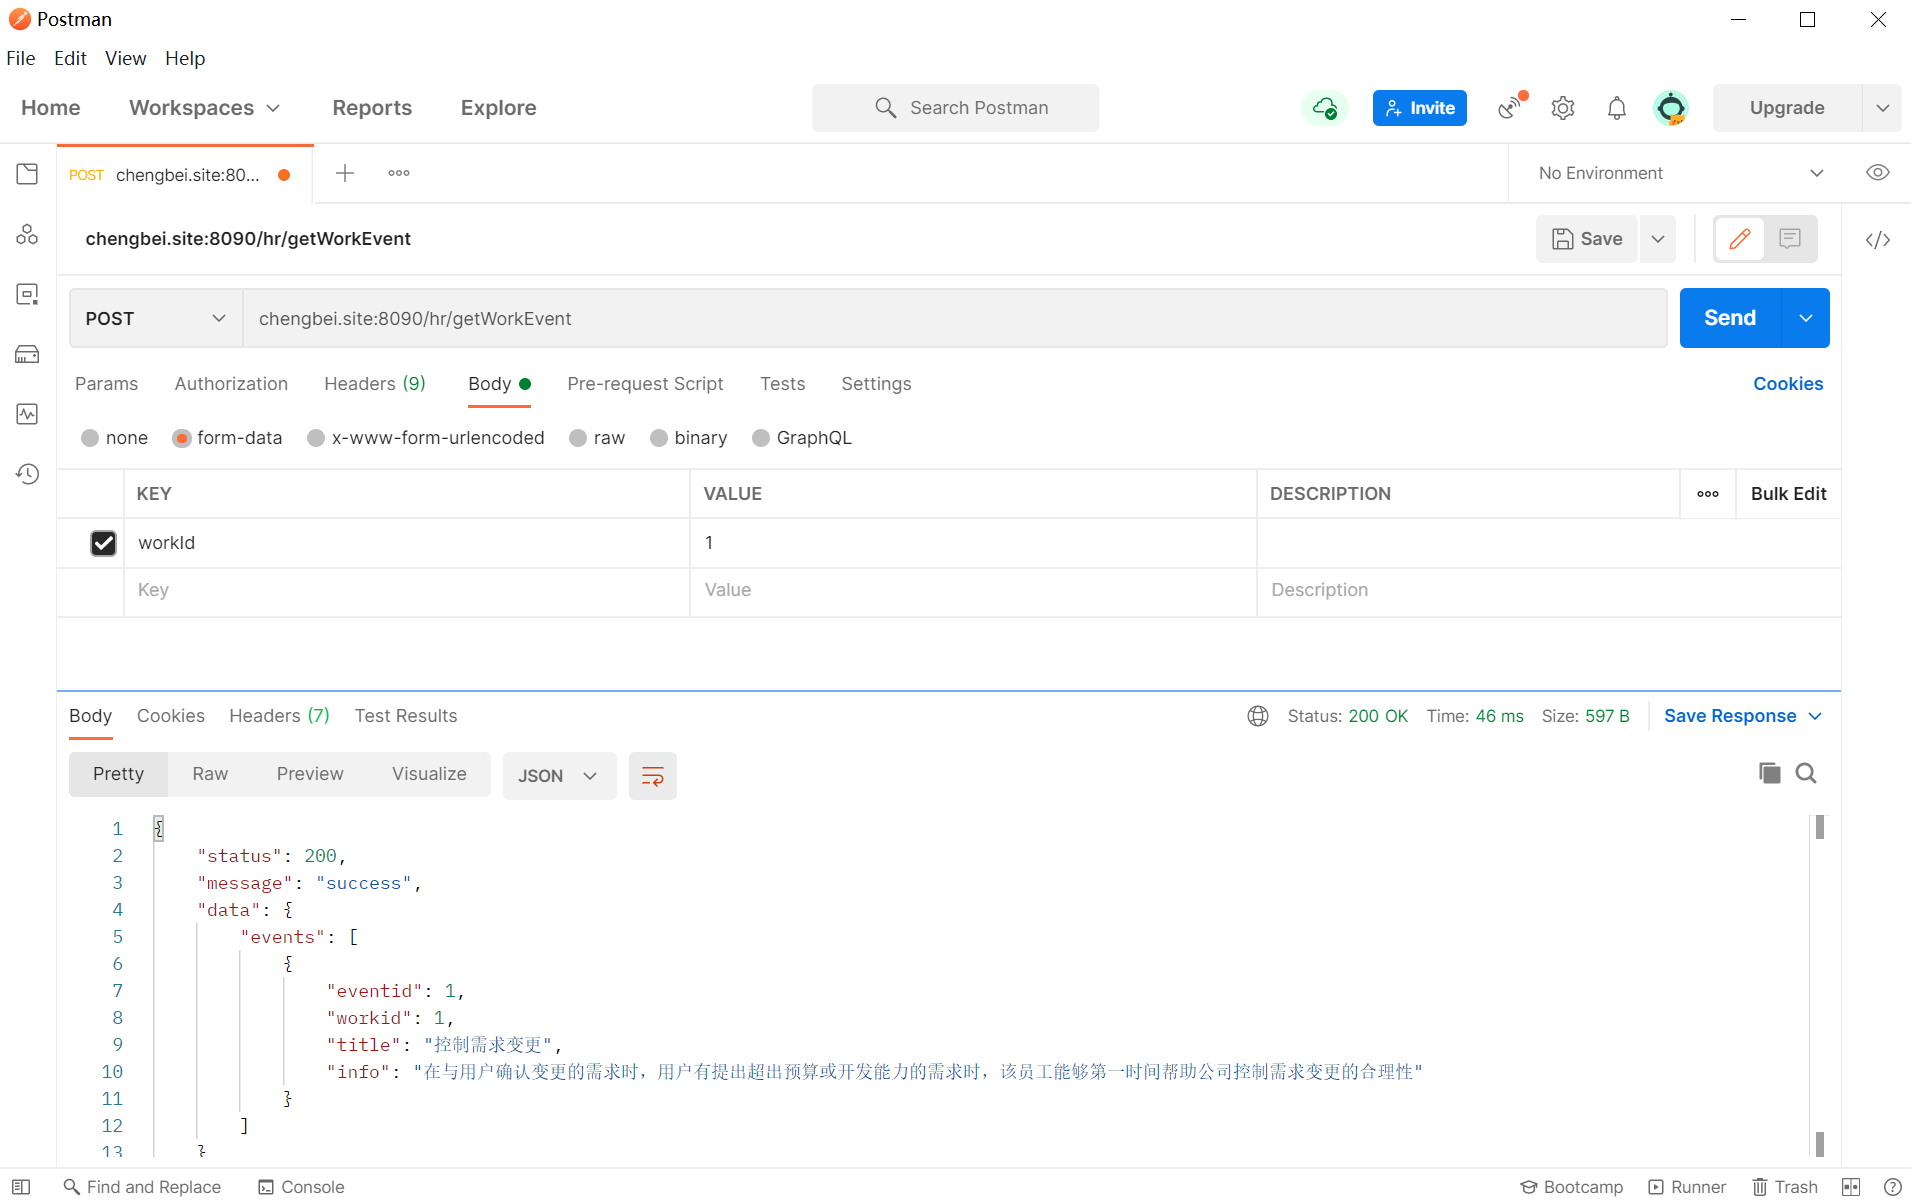 Postman
File Edit View Help
Home Workspaces Reports Explore Search Postman Invite Upgrade
POST chengbei.site:80... No Environment
chengbei.site:8090/hr/getWorkEvent Save
POST chengbei.site:8090/hr/getWorkEvent Send
Params Authorization Headers (9) Body Pre-request Script Tests Settings Cookies
none form-data x-www-form-urlencoded raw binary GraphQL
KEY VALUE DESCRIPTION Bulk Edit
workId 1
Key Value Description
Body Cookies Headers (7) Test Results Status: 200 OK Time: 46 ms Size: 597 B Save Response
Pretty Raw Preview Visualize JSON
1 {
2 "status": 200,
3 "message": "success",
4 "data": {
5 "events": [
6 {
7 "eventid": 1,
8 "workid": 1,
9 "title": "控制需求变更",
10 "info": "在与用户确认变更的需求时，用户有提出超出预算或开发能力的需求时，该员工能够第一时间帮助公司控制需求变更的合理性"
11 }
12 ]
13 }
Find and Replace Console Bootcamp Runner Trash